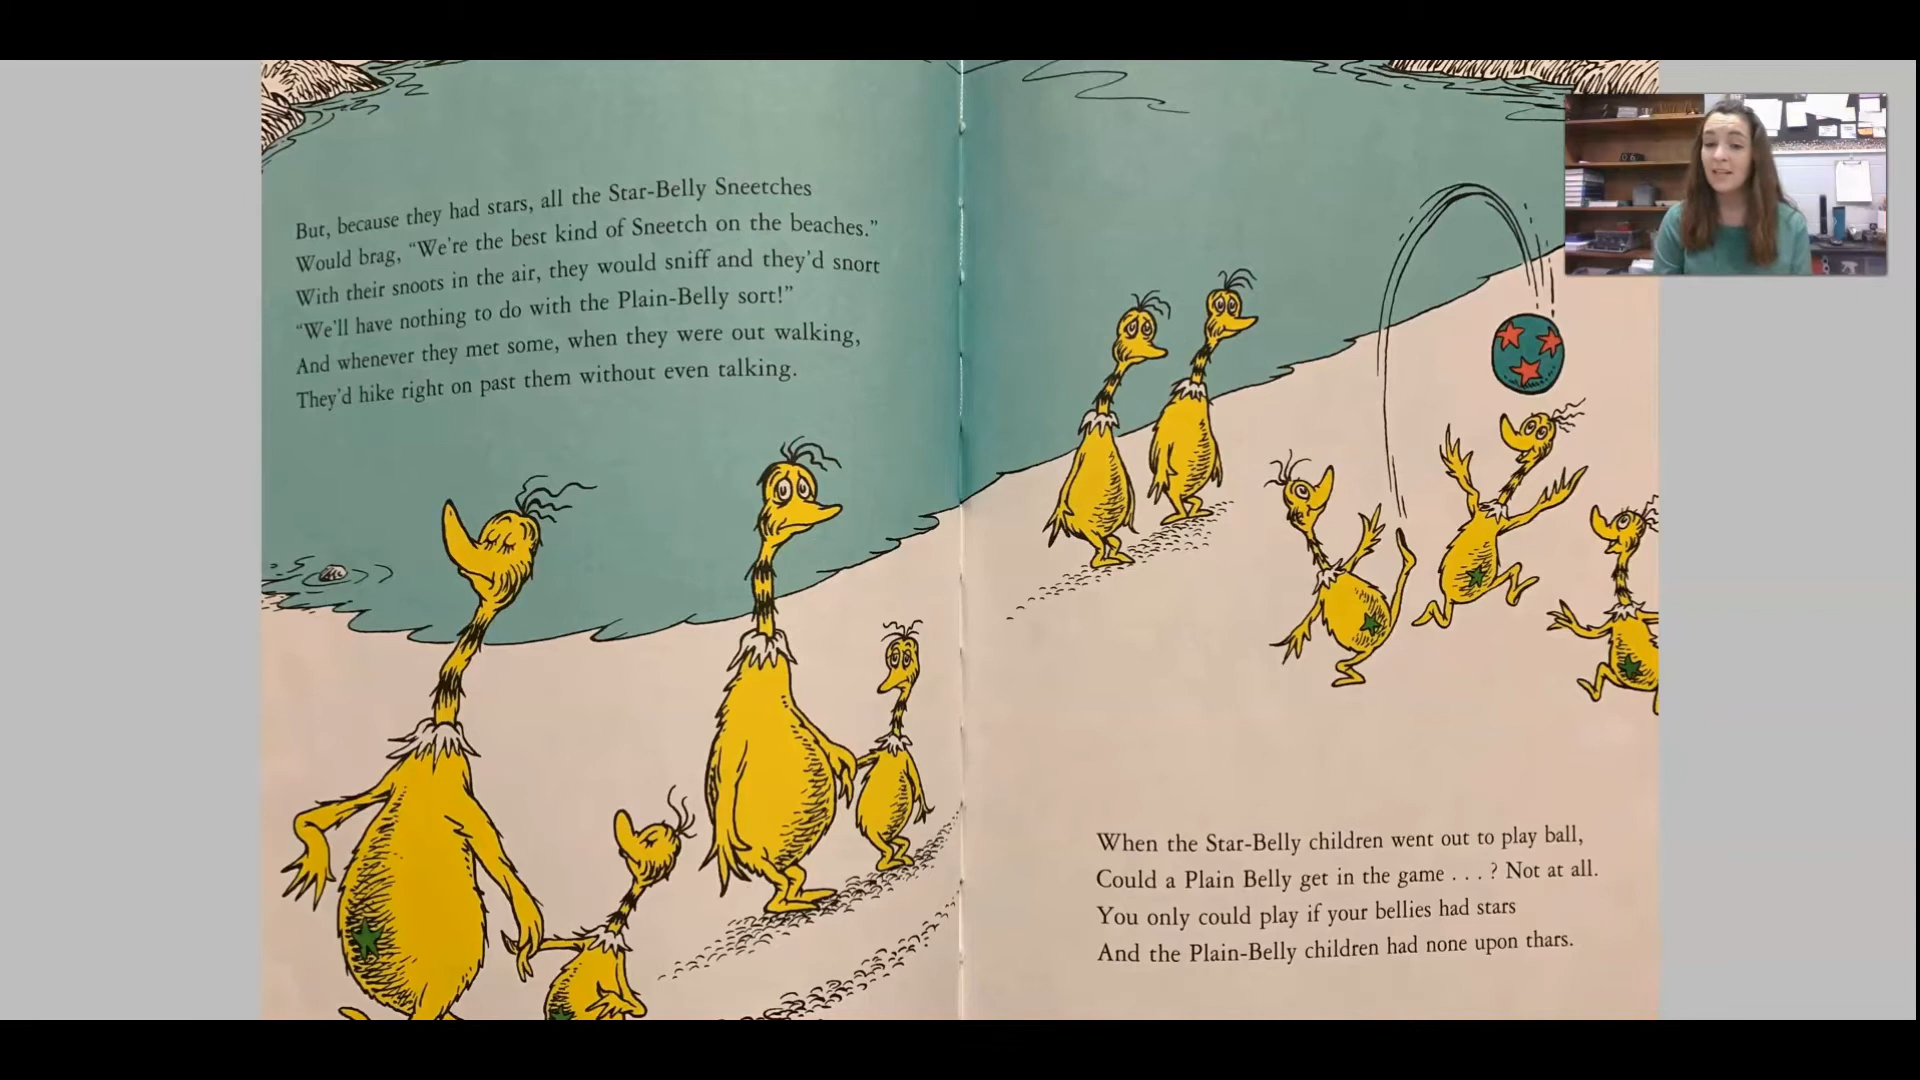 But, because they had stars, all the Star-Belly Sneetches
Would brag, “We’re the best kind of Sneetch on the beaches.”
With their snoots in the air, they would sniff and they’d snort
“We’ll have nothing to do with the Plain-Belly sort!”
And whenever they met some, when they were out walking,
They’d hike right on past them without even talking.
When the Star-Belly children went out to play ball,
Could a Plain Belly get in the game . . . ? Not at all.
You only could play if your bellies had stars
And the Plain-Belly children had none upon thars.